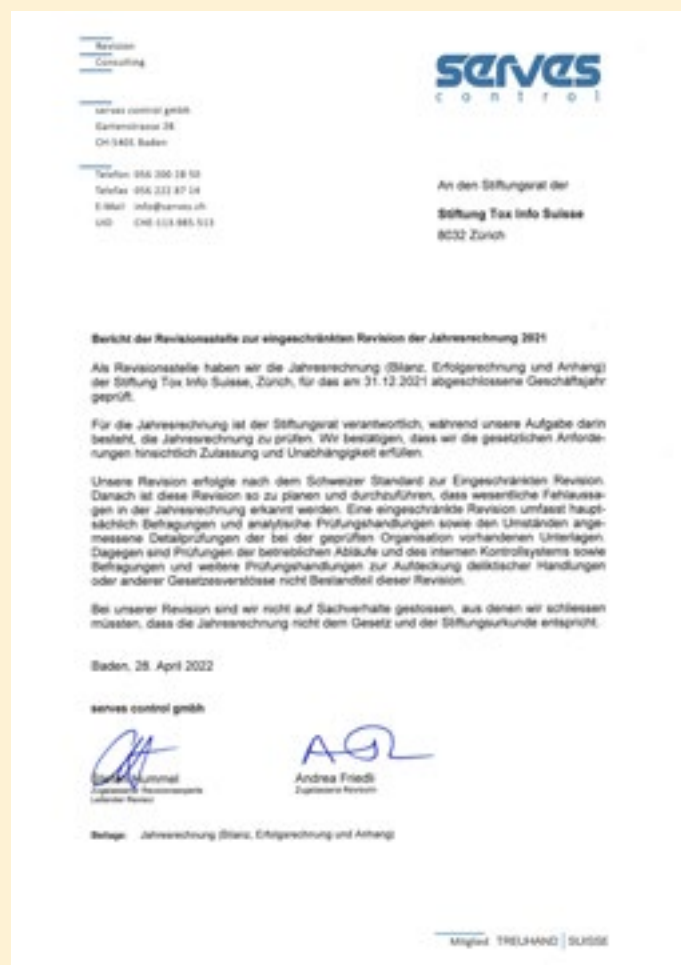 Revision
Consulting
serves
control
serves control gmbh
Gartenstrasse 28
CH-5401 Baden
Telefon 056 200 28 50
Telefax 056 222 87 14
E-Mail info@serves.ch
UID CHE-113.985.513
An den Stiftungsrat der
Stiftung Tox Info Suisse
8032 Zürich
Bericht der Revisionsstelle zur eingeschränkten Revision der Jahresrechnung 2021
Als Revisionsstelle haben wir die Jahresrechnung (Bilanz, Erfolgsrechnung und Anhang)
der Stiftung Tox Info Suisse, Zürich, für das am 31.12.2021 abgeschlossene Geschäftsjahr
geprüft.
Für die Jahresrechnung ist der Stiftungsrat verantwortlich, während unsere Aufgabe darin
besteht, die Jahresrechnung zu prüfen. Wir bestätigen, dass wir die gesetzlichen Anforde-
rungen hinsichtlich Zulassung und Unabhängigkeit erfüllen.
Unsere Revision erfolgte nach dem Schweizer Standard zur Eingeschränkten Revision.
Danach ist diese Revision so zu planen und durchzuführen, dass wesentliche Fehlaussa-
gen in der Jahresrechnung erkannt werden. Eine eingeschränkte Revision umfasst haupt-
sächlich Befragungen und analytische Prüfungshandlungen sowie den Umständen ange-
messene Detailprüfungen der bei der geprüften Organisation vorhandenen Unterlagen.
Dagegen sind Prüfungen der betrieblichen Abläufe und des internen Kontrollsystems sowie
Befragungen und weitere Prüfungshandlungen zur Aufdeckung deliktischer Handlungen
oder anderer Gesetzesverstösse nicht Bestandteil dieser Revision.
Bei unserer Revision sind wir nicht auf Sachverhalte gestossen, aus denen wir schliessen
müssten, dass die Jahresrechnung nicht dem Gesetz und der Stiftungsurkunde entspricht.
Baden, 28. April 2022
serves control gmbh
Andrea Friedli
Zugelassener Revisionsexperte
Zugelassene Revisorin
Leitender Revisor
Beilage: Jahresrechnung (Bilanz, Erfolgsrechnung und Anhang)
Mitglied TREUHAND | SUISSE